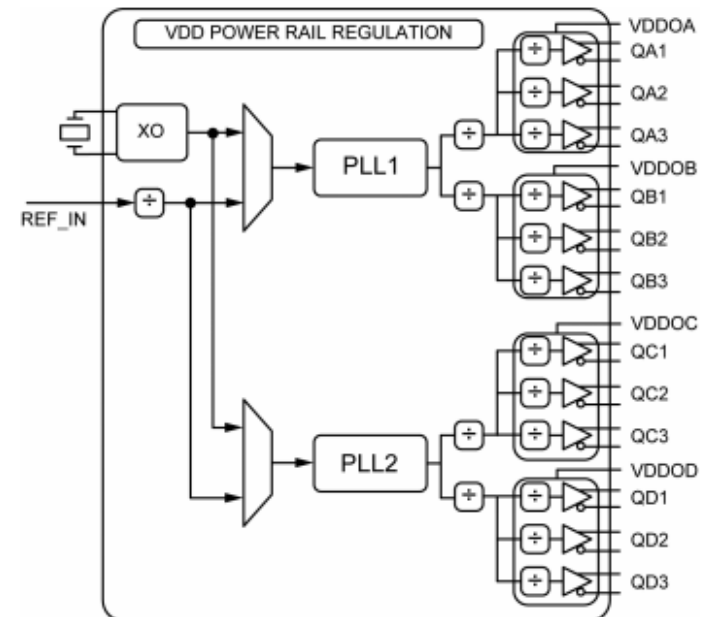 VDD POWER RAIL REGULATION
VDDOA
QA1
QA2
QA3
XO
PLL1
÷
÷
÷
÷
÷
VDDOB
QB1
QB2
QB3
÷
÷
÷
÷
REF_IN
÷
VDDOC
QC1
QC2
QC3
÷
÷
÷
÷
PLL2
VDDOD
QD1
QD2
QD3
÷
÷
÷
÷